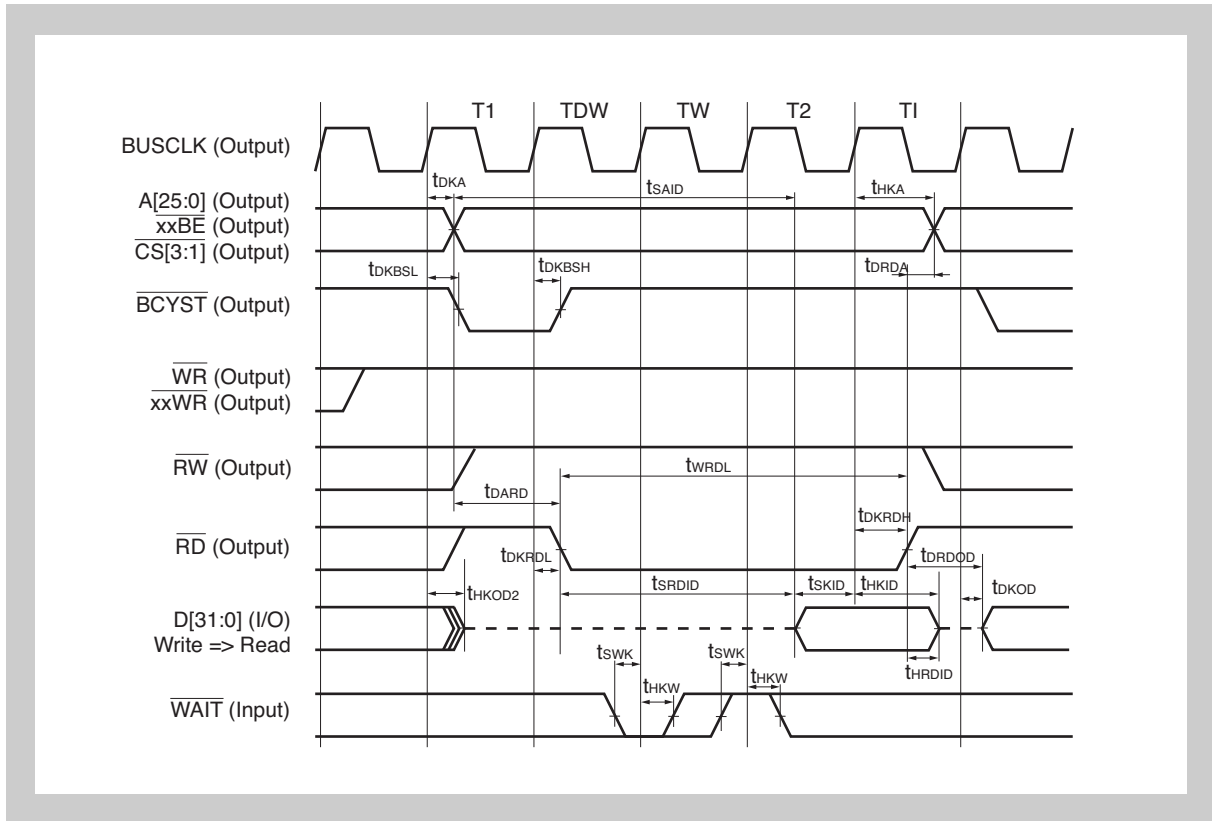 T1 TDW TW T2 TI
BUSCLK (Output)
tDKA tSAID tHKA
A[25:0] (Output)
xxBE (Output)
CS[3:1] (Output)
tDKBSL tDKBSH tDRDA
BCYST (Output)
WR (Output)
xxWR (Output)
RW (Output)
tWRDL
tDARD
tDKRDH
RD (Output)
tDKRDL tDRDOD
tSRDID tSKID tHKID tDKOD
tHKOD2
D[31:0] (I/O)
Write => Read
tSWK tSWK tHRDID
tHKW tHKW
WAIT (Input)